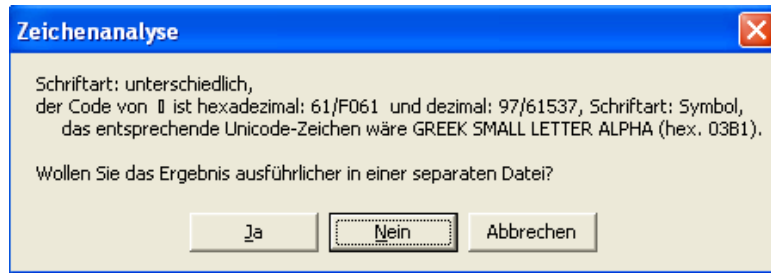 Zeichenanalyse
Schriftart: unterschiedlich,
der Code von ▯ ist hexadezimal: 61/F061 und dezimal: 97/61537, Schriftart: Symbol,
das entsprechende Unicode-Zeichen wäre GREEK SMALL LETTER ALPHA (hex. 03B1).
Wollen Sie das Ergebnis ausführlicher in einer separaten Datei?
Ja Nein Abbrechen